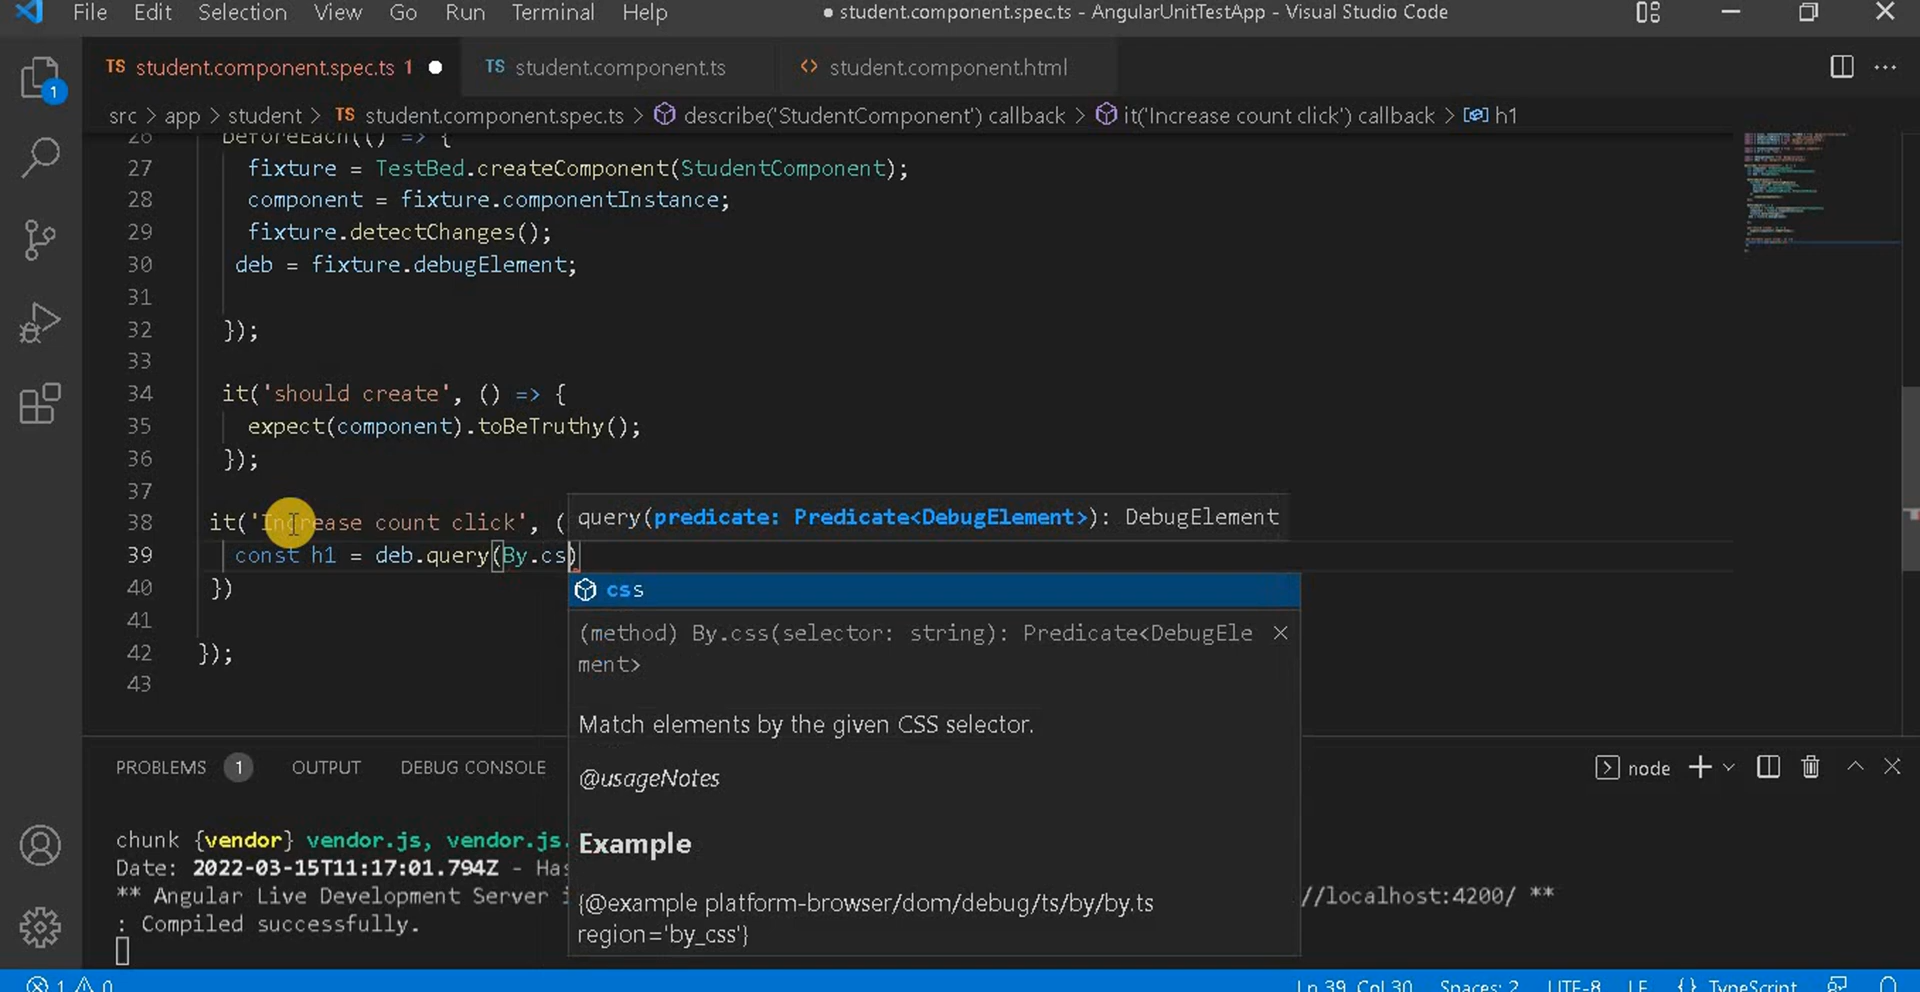 File Edit Selection View Go Run Terminal Help ● student.component.spec.ts - AngularUnitTestApp - Visual Studio Code
TS student.component.spec.ts 1 ● TS student.component.ts <> student.component.html
1
src > app > student > TS student.component.spec.ts > describe('StudentComponent') callback > it('Increase count click') callback > h1
26 beforeEach(() => {
27 fixture = TestBed.createComponent(StudentComponent);
28 component = fixture.componentInstance;
29 fixture.detectChanges();
30 deb = fixture.debugElement;
31
32 });
33
34 it('should create', () => {
35 expect(component).toBeTruthy();
36 });
37
38 it('Increase count click', (
query(predicate: Predicate<DebugElement>): DebugElement
39 const h1 = deb.query(By.cs)
40 })
css
41
(method) By.css(selector: string): Predicate<DebugEle
ment>
42 });
43
Match elements by the given CSS selector.
@usageNotes
Example
{@example platform-browser/dom/debug/ts/by/by.ts
region='by_css'}
PROBLEMS 1 OUTPUT DEBUG CONSOLE node
chunk {vendor} vendor.js, vendor.js.
Date: 2022-03-15T11:17:01.794Z - Has
** Angular Live Development Server i //localhost:4200/ **
: Compiled successfully.
1 0 Ln 39, Col 30 Spaces: 2 UTF-8 LF {} TypeScript